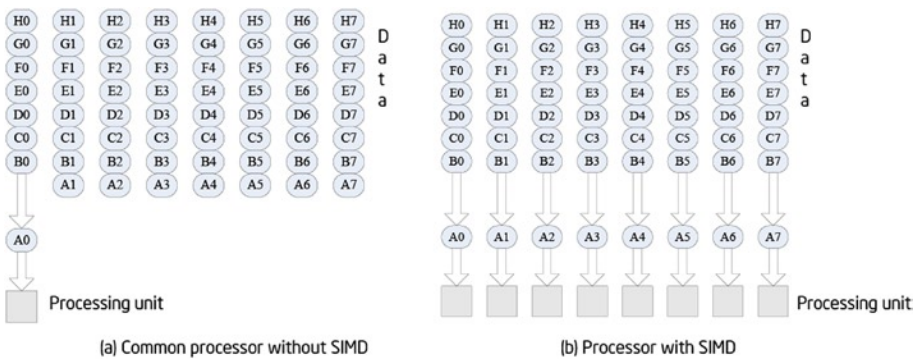 H0 H1 H2 H3 H4 H5 H6 H7
G0 G1 G2 G3 G4 G5 G6 G7
F0 F1 F2 F3 F4 F5 F6 F7
E0 E1 E2 E3 E4 E5 E6 E7
D0 D1 D2 D3 D4 D5 D6 D7
C0 C1 C2 C3 C4 C5 C6 C7
B0 B1 B2 B3 B4 B5 B6 B7
A1 A2 A3 A4 A5 A6 A7
A0
Data
Processing unit
(a) Common processor without SIMD
H0 H1 H2 H3 H4 H5 H6 H7
G0 G1 G2 G3 G4 G5 G6 G7
F0 F1 F2 F3 F4 F5 F6 F7
E0 E1 E2 E3 E4 E5 E6 E7
D0 D1 D2 D3 D4 D5 D6 D7
C0 C1 C2 C3 C4 C5 C6 C7
B0 B1 B2 B3 B4 B5 B6 B7
A0 A1 A2 A3 A4 A5 A6 A7
Data
Processing unit
(b) Processor with SIMD